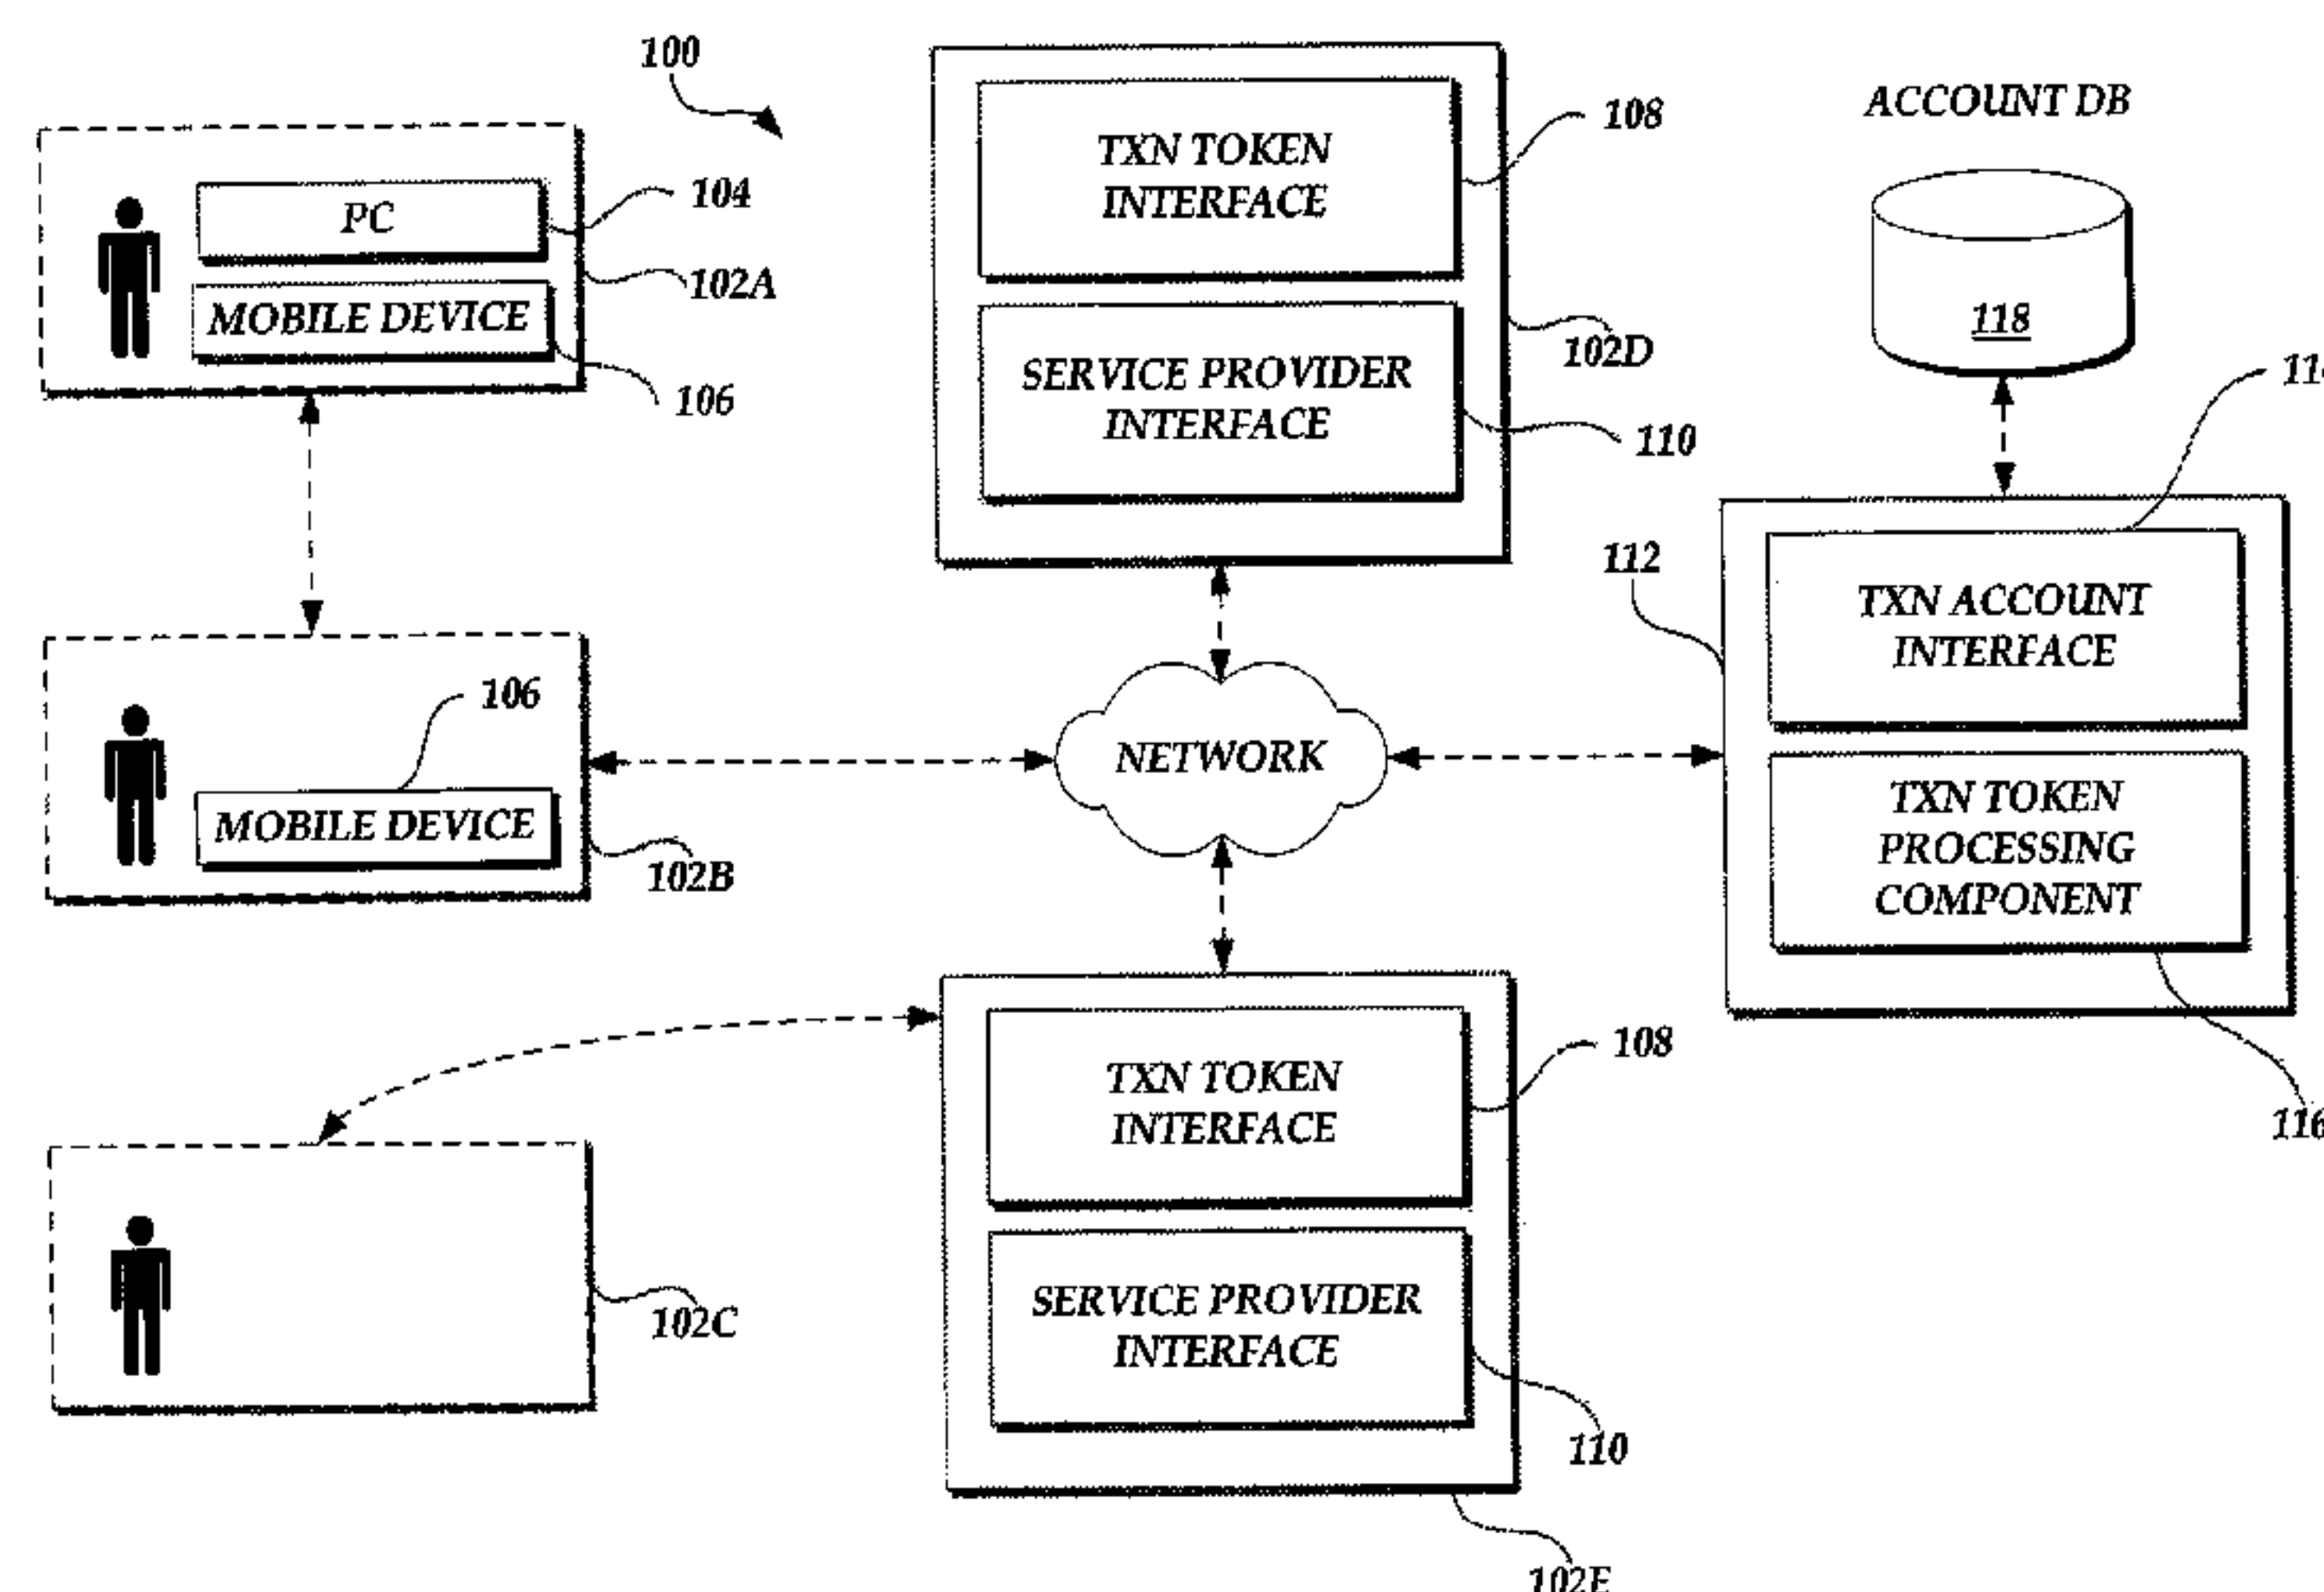 100
PC
104
102A
MOBILE DEVICE
106
TXN TOKEN
INTERFACE
108
SERVICE PROVIDER
INTERFACE
102D
110
ACCOUNT DB
118
112
TXN ACCOUNT
INTERFACE
TXN TOKEN
PROCESSING
COMPONENT
116
106
MOBILE DEVICE
102B
NETWORK
102C
TXN TOKEN
INTERFACE
108
SERVICE PROVIDER
INTERFACE
110
102E